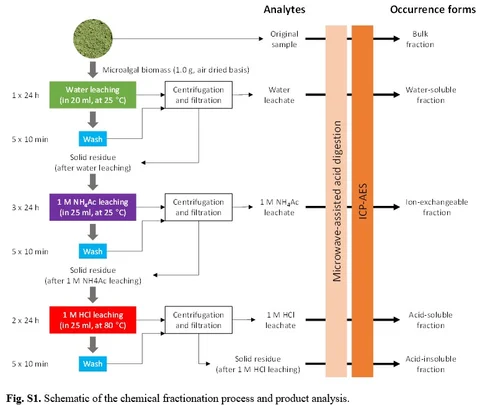 Analytes
Occurrence forms
Original
sample
Bulk
fraction
Microalgal biomass (1.0 g, air dried basis)
1 x 24 h
Water leaching
(in 20 ml, at 25 °C)
Centrifugation
and filtration
Water
leachate
Water-soluble
fraction
5 x 10 min
Wash
Solid residue
(after water leaching)
3 x 24 h
1 M NH₄Ac leaching
(in 25 ml, at 25 °C)
Centrifugation
and filtration
1 M NH₄Ac
leachate
Ion-exchangeable
fraction
5 x 10 min
Wash
Solid residue
(after 1 M NH4Ac leaching)
2 x 24 h
1 M HCl leaching
(in 25 ml, at 80 °C)
Centrifugation
and filtration
1 M HCl
leachate
Acid-soluble
fraction
5 x 10 min
Wash
Solid residue
(after 1 M HCl leaching)
Acid-insoluble
fraction
Microwave-assisted acid digestion
ICP-AES
Fig. S1. Schematic of the chemical fractionation process and product analysis.